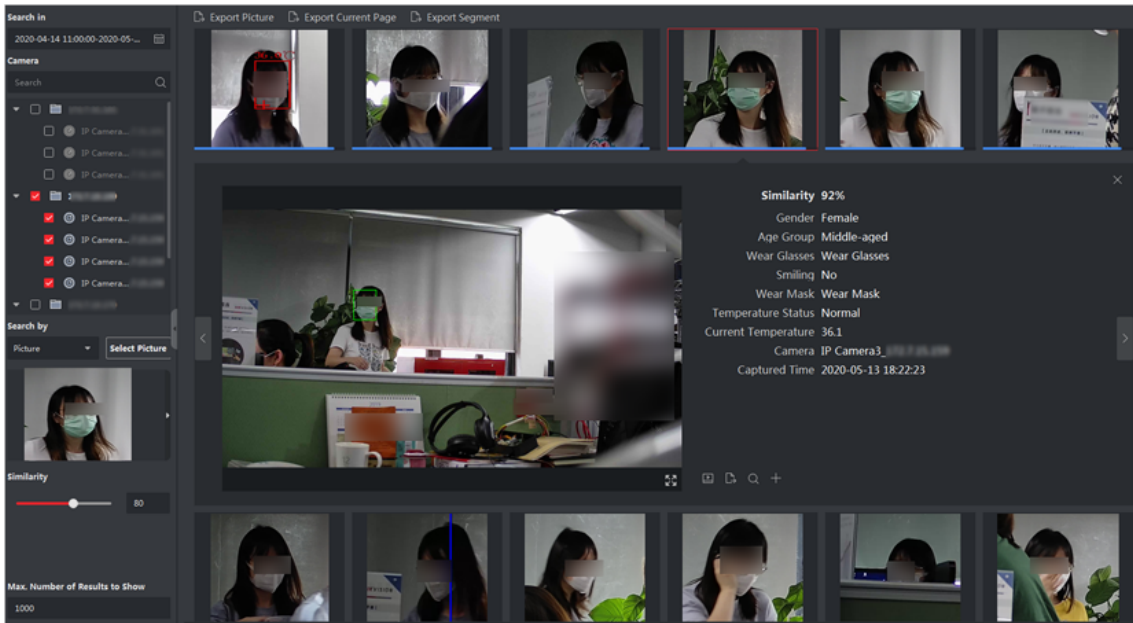 Search in
Export Picture Export Current Page Export Segment
2020-04-14 11:00:00-2020-05-...
Camera
Search
IP Camera...
IP Camera...
IP Camera...
IP Camera...
IP Camera...
IP Camera...
IP Camera...
Search by
Picture Select Picture
Similarity
80
Max. Number of Results to Show
1000
36.0°C
Similarity 92%
Gender Female
Age Group Middle-aged
Wear Glasses Wear Glasses
Smiling No
Wear Mask Wear Mask
Temperature Status Normal
Current Temperature 36.1
Camera IP Camera3_
Captured Time 2020-05-13 18:22:23